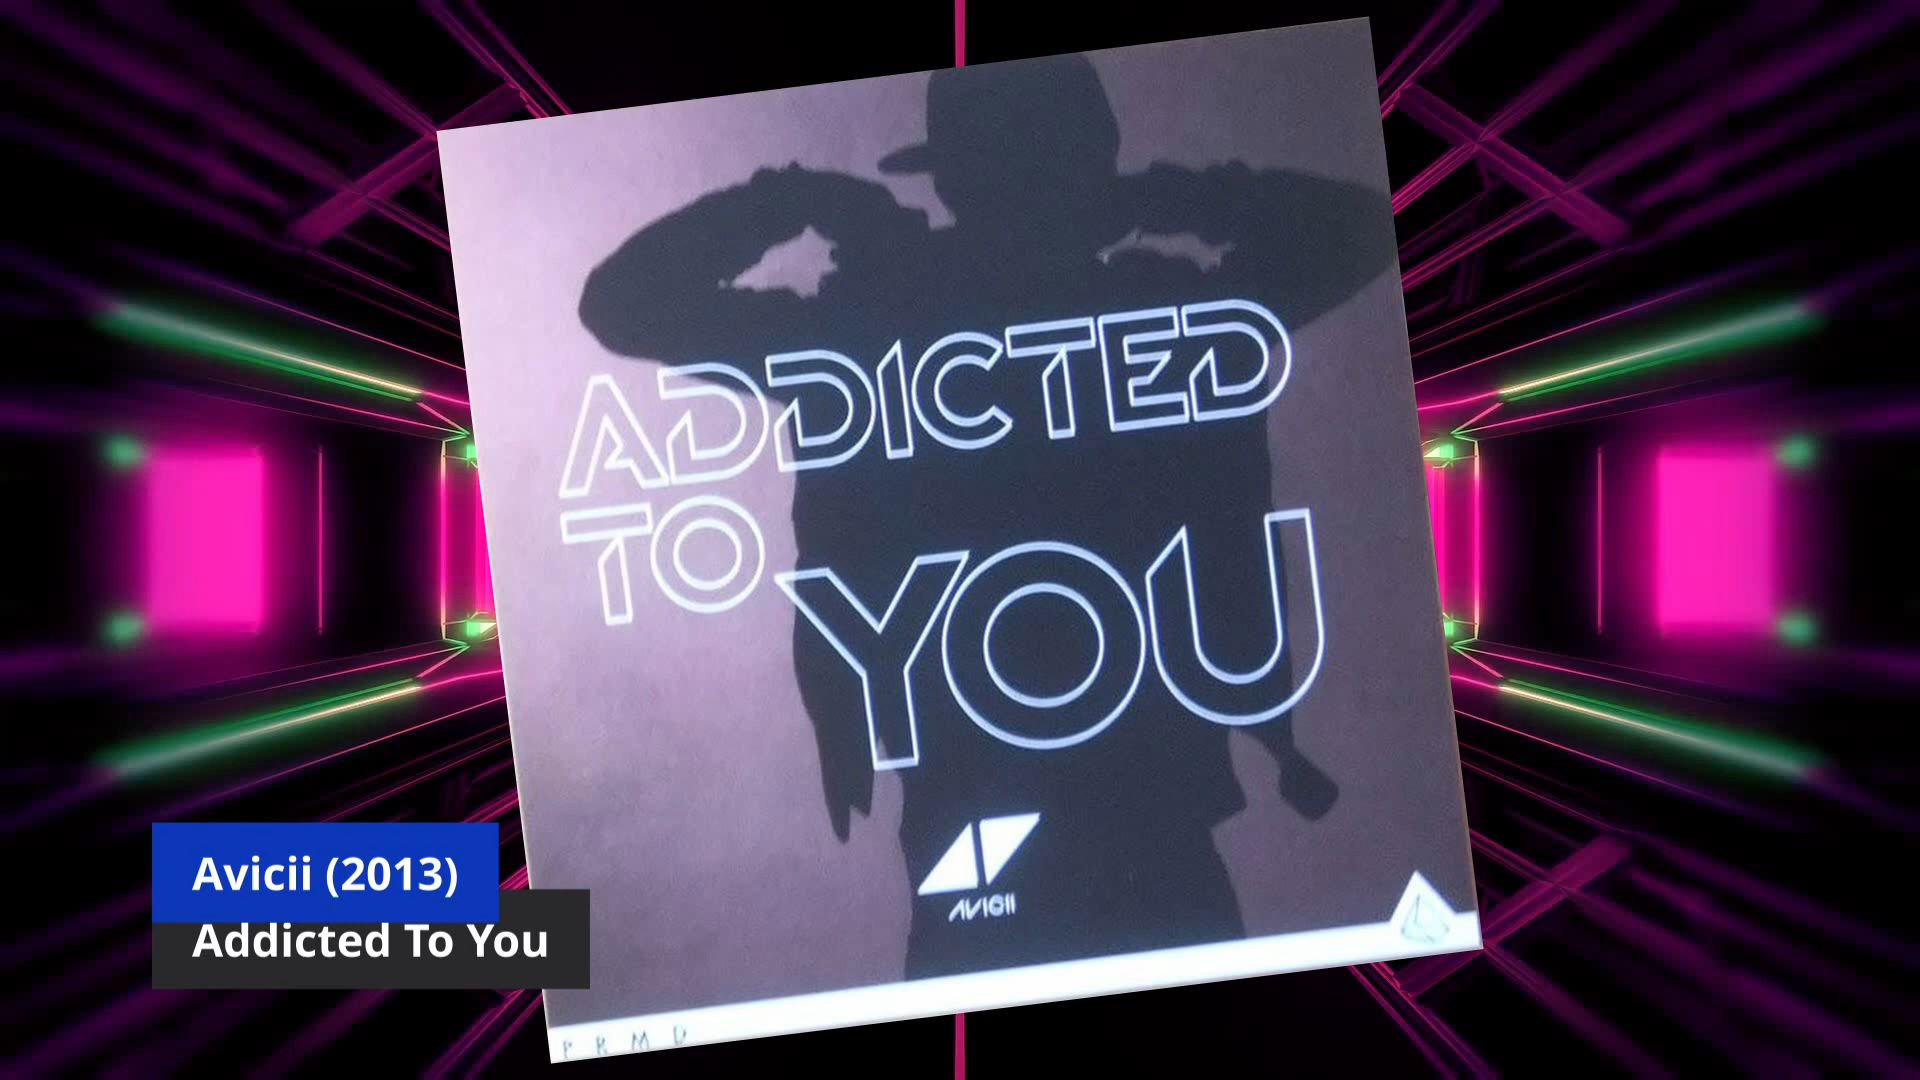 ADDICTED
TO YOU
AVICII
P R M D
Avicii (2013)
Addicted To You